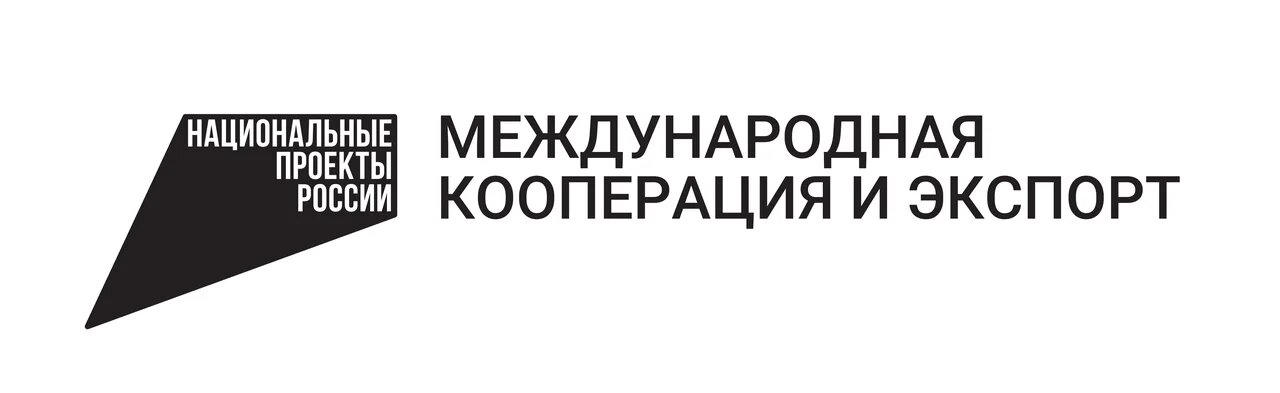 НАЦИОНАЛЬНЫЕ
ПРОЕКТЫ
РОССИИ
МЕЖДУНАРОДНАЯ
КООПЕРАЦИЯ И ЭКСПОРТ